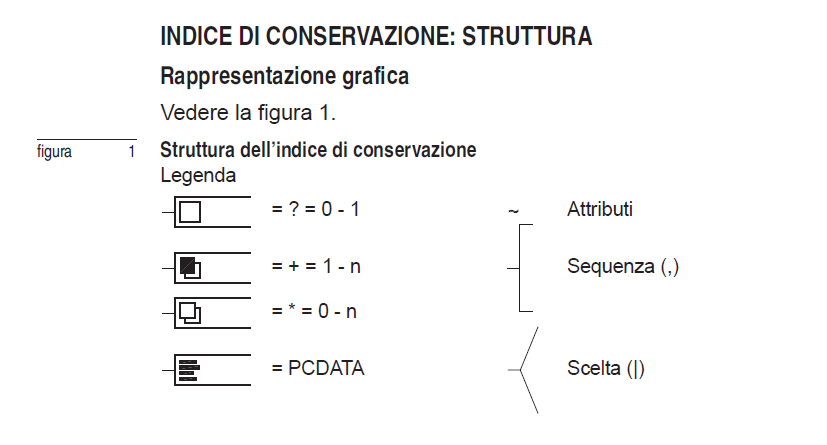 INDICE DI CONSERVAZIONE: STRUTTURA
Rappresentazione grafica
Vedere la figura 1.
figura 1 Struttura dell’indice di conservazione
Legenda
= ? = 0 - 1 ~ Attributi
= + = 1 - n Sequenza (,)
= * = 0 - n
= PCDATA Scelta (|)